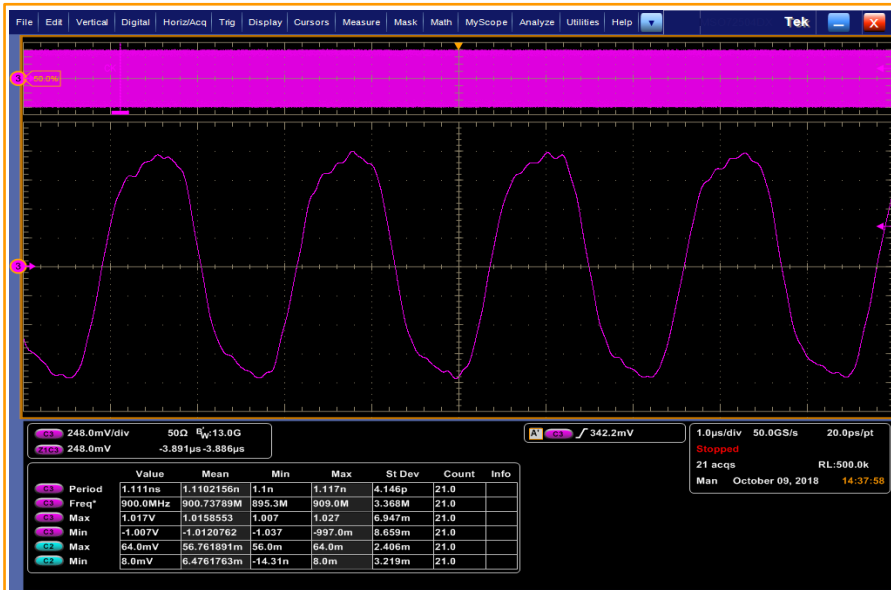 File Edit Vertical Digital Horiz/Acq Trig Display Cursors Measure Mask Math MyScope Analyze Utilities Help Tek X
3 50.0%
3
C3 248.0mV/div 50Ω BW:13.0G
Z1C3 248.0mV -3.891µs -3.886µs
A' C3 342.2mV
1.0µs/div 50.0GS/s 20.0ps/pt
Stopped
21 acqs RL:500.0k
Man October 09, 2018 14:37:58
Value Mean Min Max St Dev Count Info
C3 Period 1.111ns 1.1102156n 1.1n 1.117n 4.146p 21.0
C3 Freq* 900.0MHz 900.73789M 895.3M 909.0M 3.368M 21.0
C3 Max 1.017V 1.0158553 1.007 1.027 6.947m 21.0
C3 Min -1.007V -1.0120762 -1.037 -997.0m 8.659m 21.0
C2 Max 64.0mV 56.761891m 56.0m 64.0m 2.406m 21.0
C2 Min 8.0mV 6.4761763m -14.31n 8.0m 3.219m 21.0